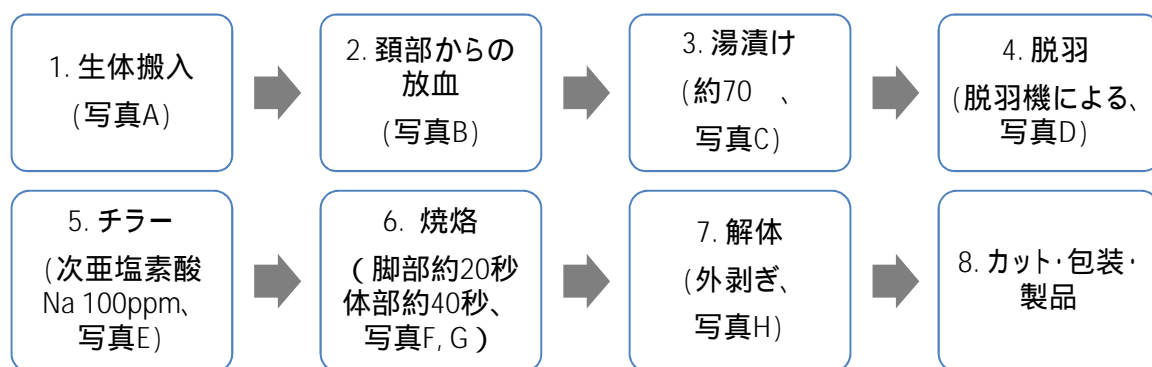 1. 生体搬入
(写真A)
2. 頚部からの
放血
(写真B)
3. 湯漬け
(約70　、
写真C)
4. 脱羽
(脱羽機による、
写真D)
5. チラー
(次亜塩素酸
Na 100ppm、
写真E)
6. 焼烙
(脚部約20秒
体部約40秒、
写真F, G)
7. 解体
(外剥ぎ、
写真H)
8. カット・包装・
製品